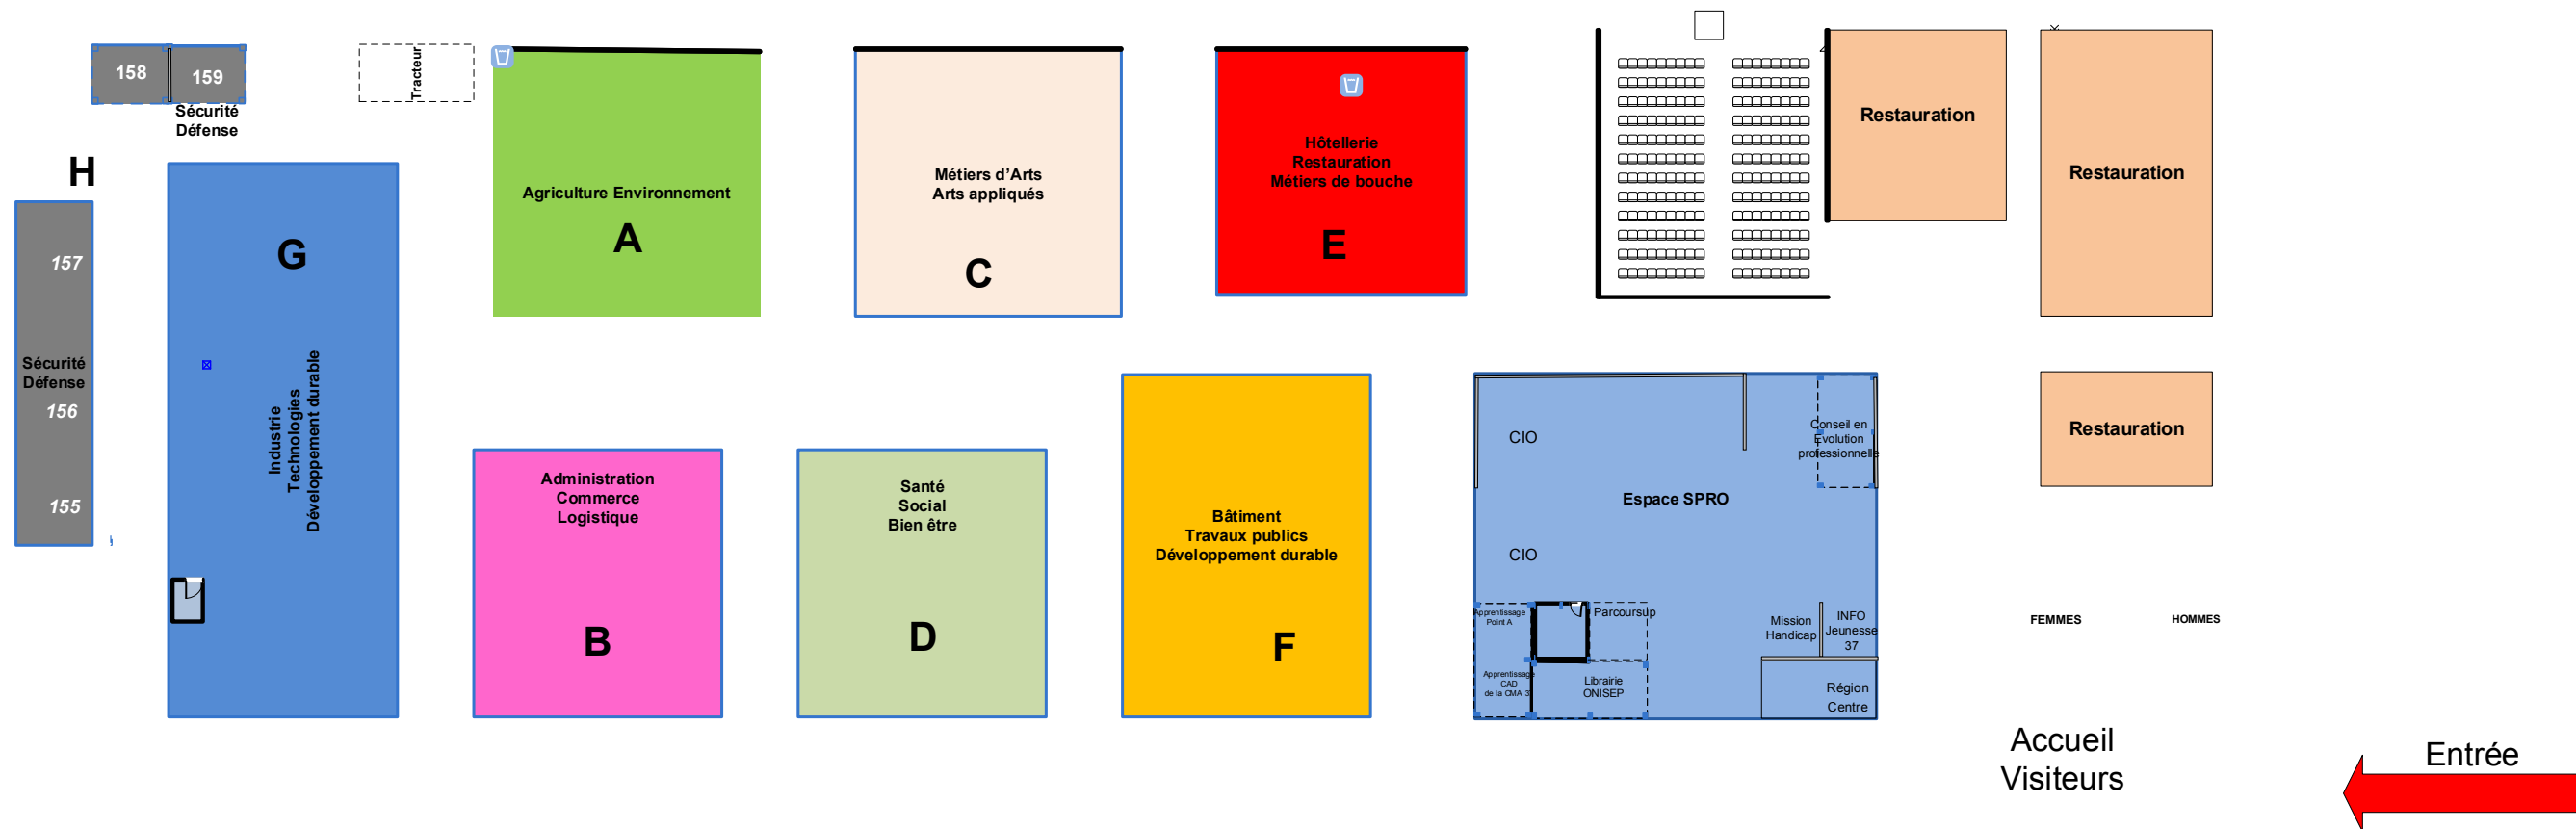 158
159
Sécurité
Défense
Tracteur
H
157
Sécurité
Défense
156
155
G
Industrie
Technologies
Développement durable
Agriculture Environnement
A
Métiers d’Arts
Arts appliqués
C
Hôtellerie
Restauration
Métiers de bouche
E
Restauration
Restauration
Restauration
Administration
Commerce
Logistique
B
Santé
Social
Bien être
D
Bâtiment
Travaux publics
Développement durable
F
CIO
Conseil en
Evolution
professionnelle
Espace SPRO
CIO
Apprentissage
Point A
Parcoursup
Mission
Handicap
INFO
Jeunesse
37
Apprentissage
CAD
de la CMA 3
Librairie
ONISEP
Région
Centre
FEMMES
HOMMES
Accueil
Visiteurs
Entrée